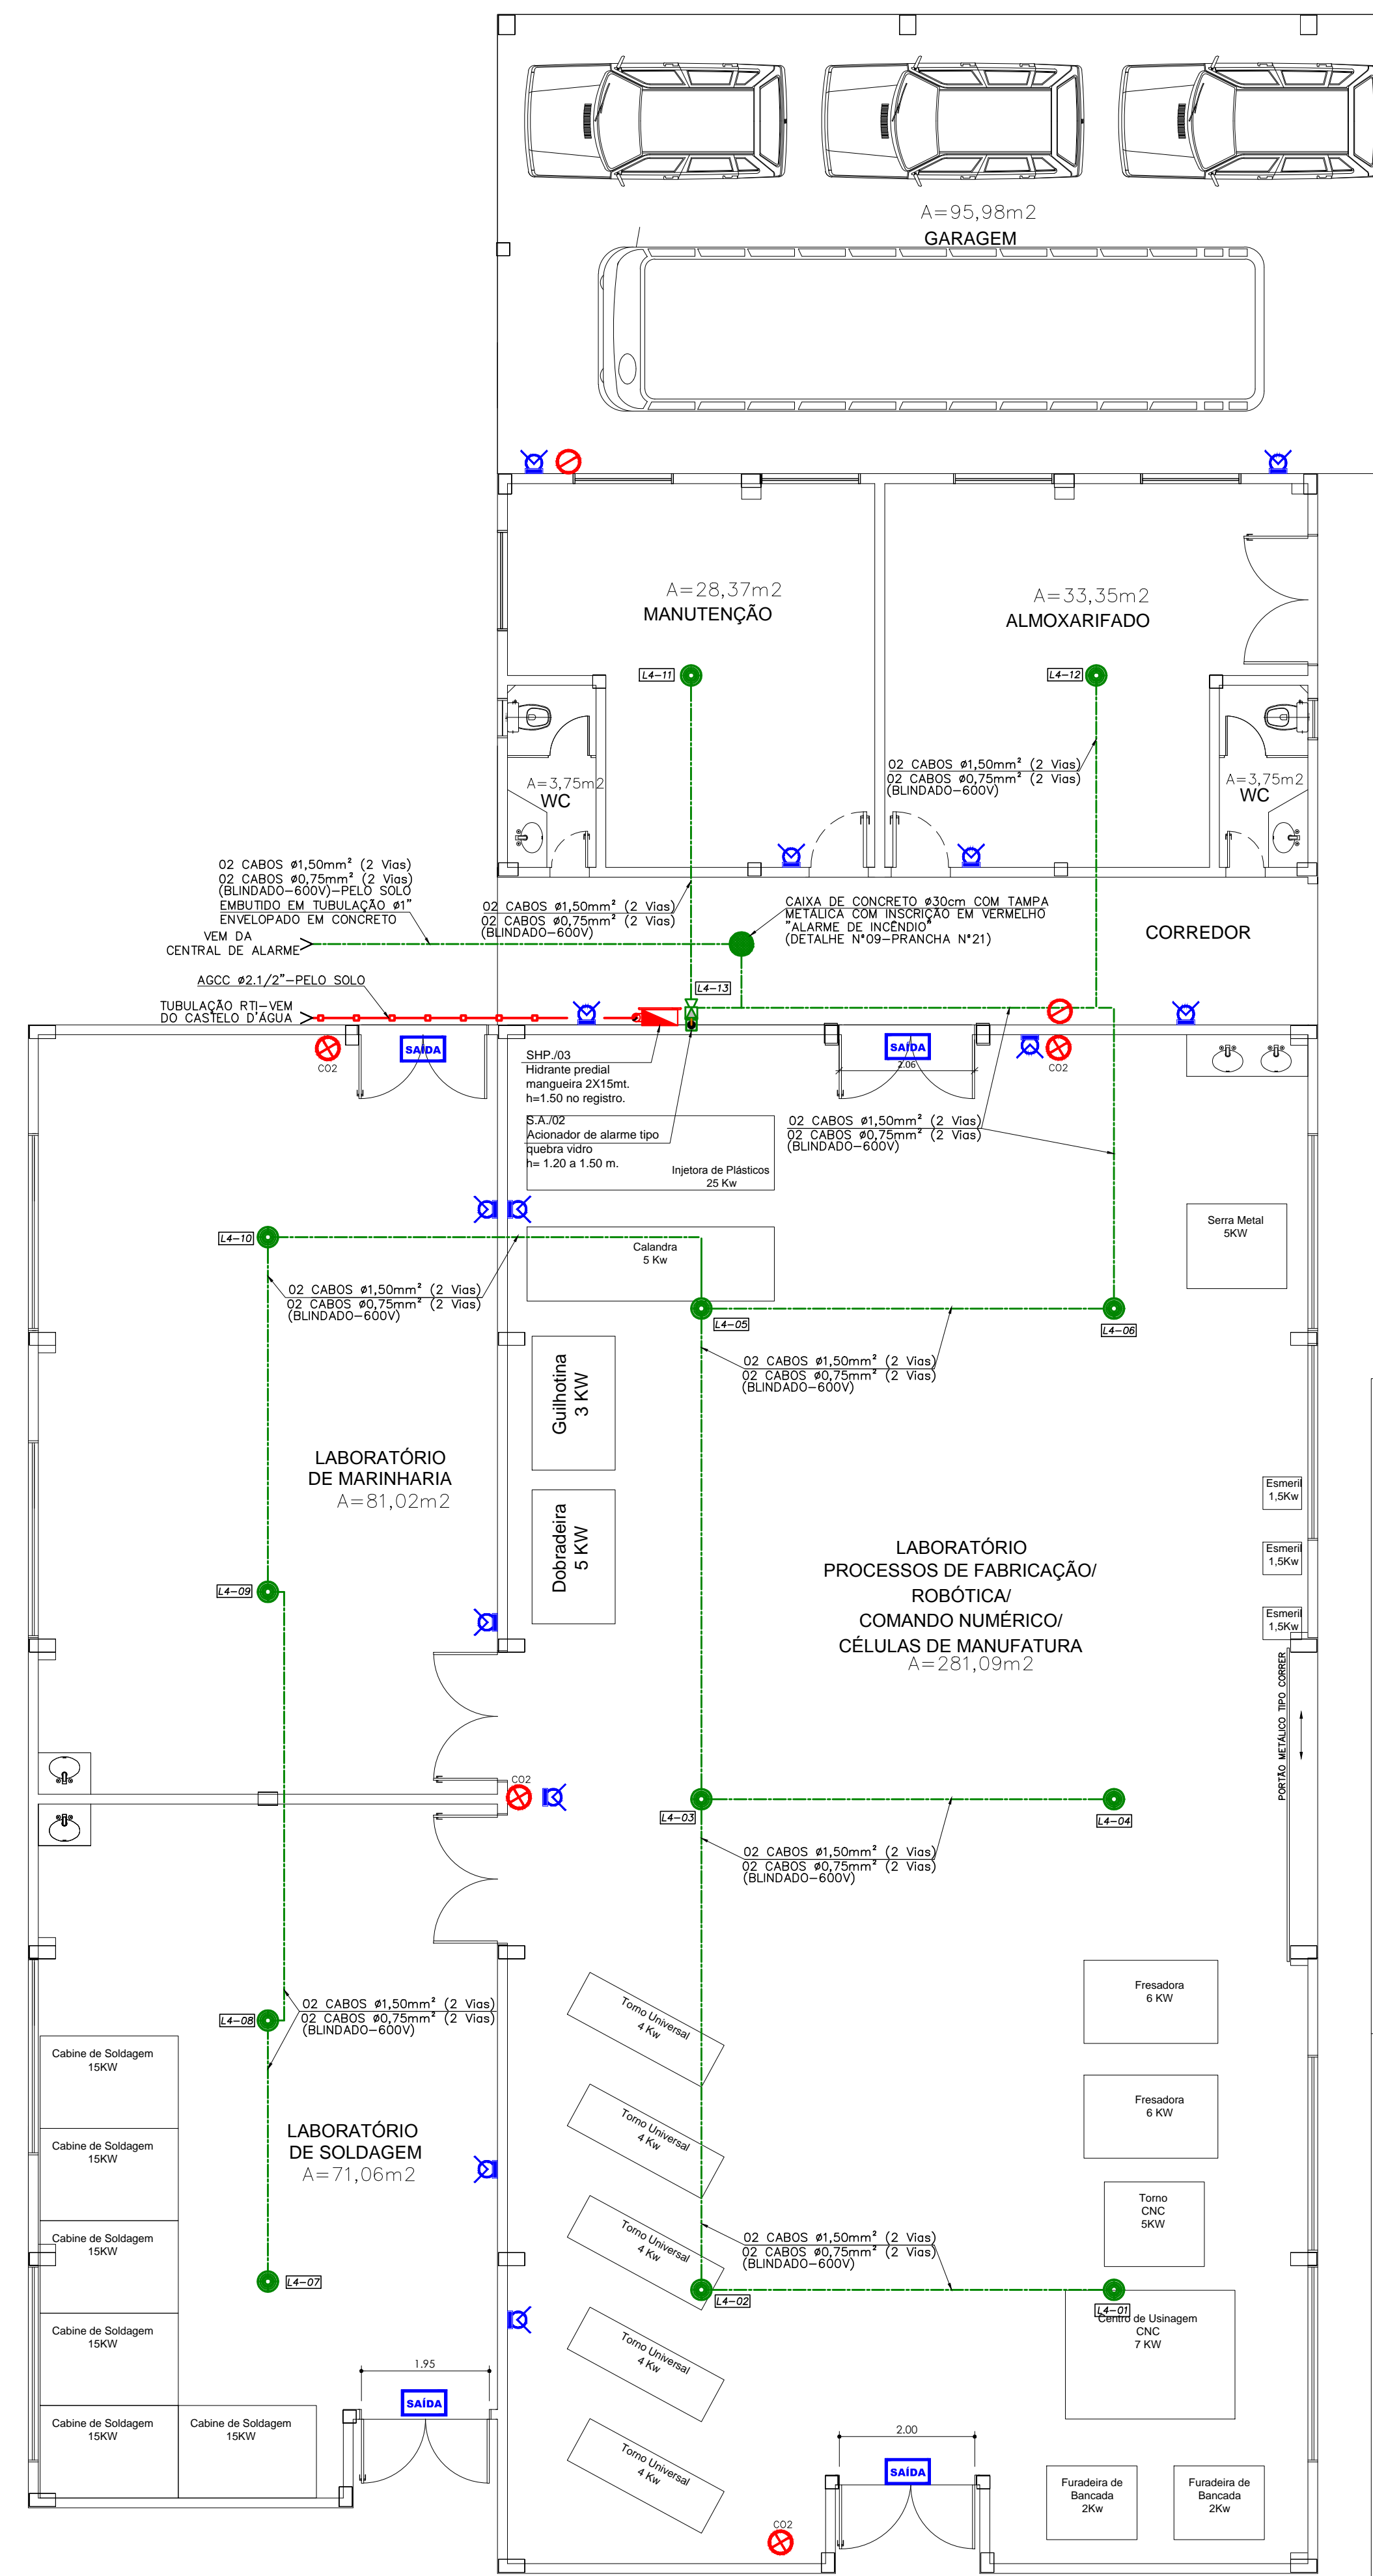 A=95,98m2
GARAGEM
A=28,37m2
MANUTENÇÃO
A=33,35m2
ALMOXARIFADO
L4-11
L4-12
02 CABOS ø1,50mm² (2 Vias)
02 CABOS ø0,75mm² (2 Vias)
(BLINDADO-600V)
A=3,75m2
WC
A=3,75m2
WC
02 CABOS ø1,50mm² (2 Vias)
02 CABOS ø0,75mm² (2 Vias)
(BLINDADO-600V)-PELO SOLO
EMBUTIDO EM TUBULAÇÃO ø1"
ENVELOPADO EM CONCRETO
VEM DA
CENTRAL DE ALARME
02 CABOS ø1,50mm² (2 Vias)
02 CABOS ø0,75mm² (2 Vias)
(BLINDADO-600V)
CAIXA DE CONCRETO ø30cm COM TAMPA
METÁLICA COM INSCRIÇÃO EM VERMELHO
"ALARME DE INCÊNDIO"
(DETALHE N°09-PRANCHA N°21)
CORREDOR
AGCC ø2.1/2"-PELO SOLO
TUBULAÇÃO RTI-VEM
DO CASTELO D'ÁGUA
L4-13
CO2
SAÍDA
SHP./03
Hidrante predial
mangueira 2X15mt.
h=1.50 no registro.
SAÍDA
2.06
CO2
S.A./02
Acionador de alarme tipo
quebra vidro
h= 1.20 a 1.50 m.
Injetora de Plásticos
25 Kw
02 CABOS ø1,50mm² (2 Vias)
02 CABOS ø0,75mm² (2 Vias)
(BLINDADO-600V)
Serra Metal
5KW
L4-10
Calandra
5 Kw
02 CABOS ø1,50mm² (2 Vias)
02 CABOS ø0,75mm² (2 Vias)
(BLINDADO-600V)
L4-05
L4-06
02 CABOS ø1,50mm² (2 Vias)
02 CABOS ø0,75mm² (2 Vias)
(BLINDADO-600V)
Guilhotina
3 KW
LABORATÓRIO
DE MARINHARIA
A=81,02m2
Dobradeira
5 KW
Esmeril
1,5Kw
Esmeril
1,5Kw
Esmeril
1,5Kw
LABORATÓRIO
PROCESSOS DE FABRICAÇÃO/
ROBÓTICA/
COMANDO NUMÉRICO/
CÉLULAS DE MANUFATURA
A=281,09m2
L4-09
PORTÃO METÁLICO TIPO CORRER
CO2
L4-03
L4-04
02 CABOS ø1,50mm² (2 Vias)
02 CABOS ø0,75mm² (2 Vias)
(BLINDADO-600V)
02 CABOS ø1,50mm² (2 Vias)
02 CABOS ø0,75mm² (2 Vias)
(BLINDADO-600V)
L4-08
Torno Universal
4 Kw
Fresadora
6 KW
Cabine de Soldagem
15KW
Fresadora
6 KW
LABORATÓRIO
DE SOLDAGEM
A=71,06m2
Torno Universal
4 Kw
Cabine de Soldagem
15KW
Torno
CNC
5KW
Cabine de Soldagem
15KW
Torno Universal
4 Kw
02 CABOS ø1,50mm² (2 Vias)
02 CABOS ø0,75mm² (2 Vias)
(BLINDADO-600V)
L4-07
L4-02
L4-01
Centro de Usinagem
CNC
7 KW
Cabine de Soldagem
15KW
Torno Universal
4 Kw
1.95
SAÍDA
Cabine de Soldagem
15KW
Cabine de Soldagem
15KW
Torno Universal
4 Kw
2.00
SAÍDA
Furadeira de
Bancada
2Kw
Furadeira de
Bancada
2Kw
CO2